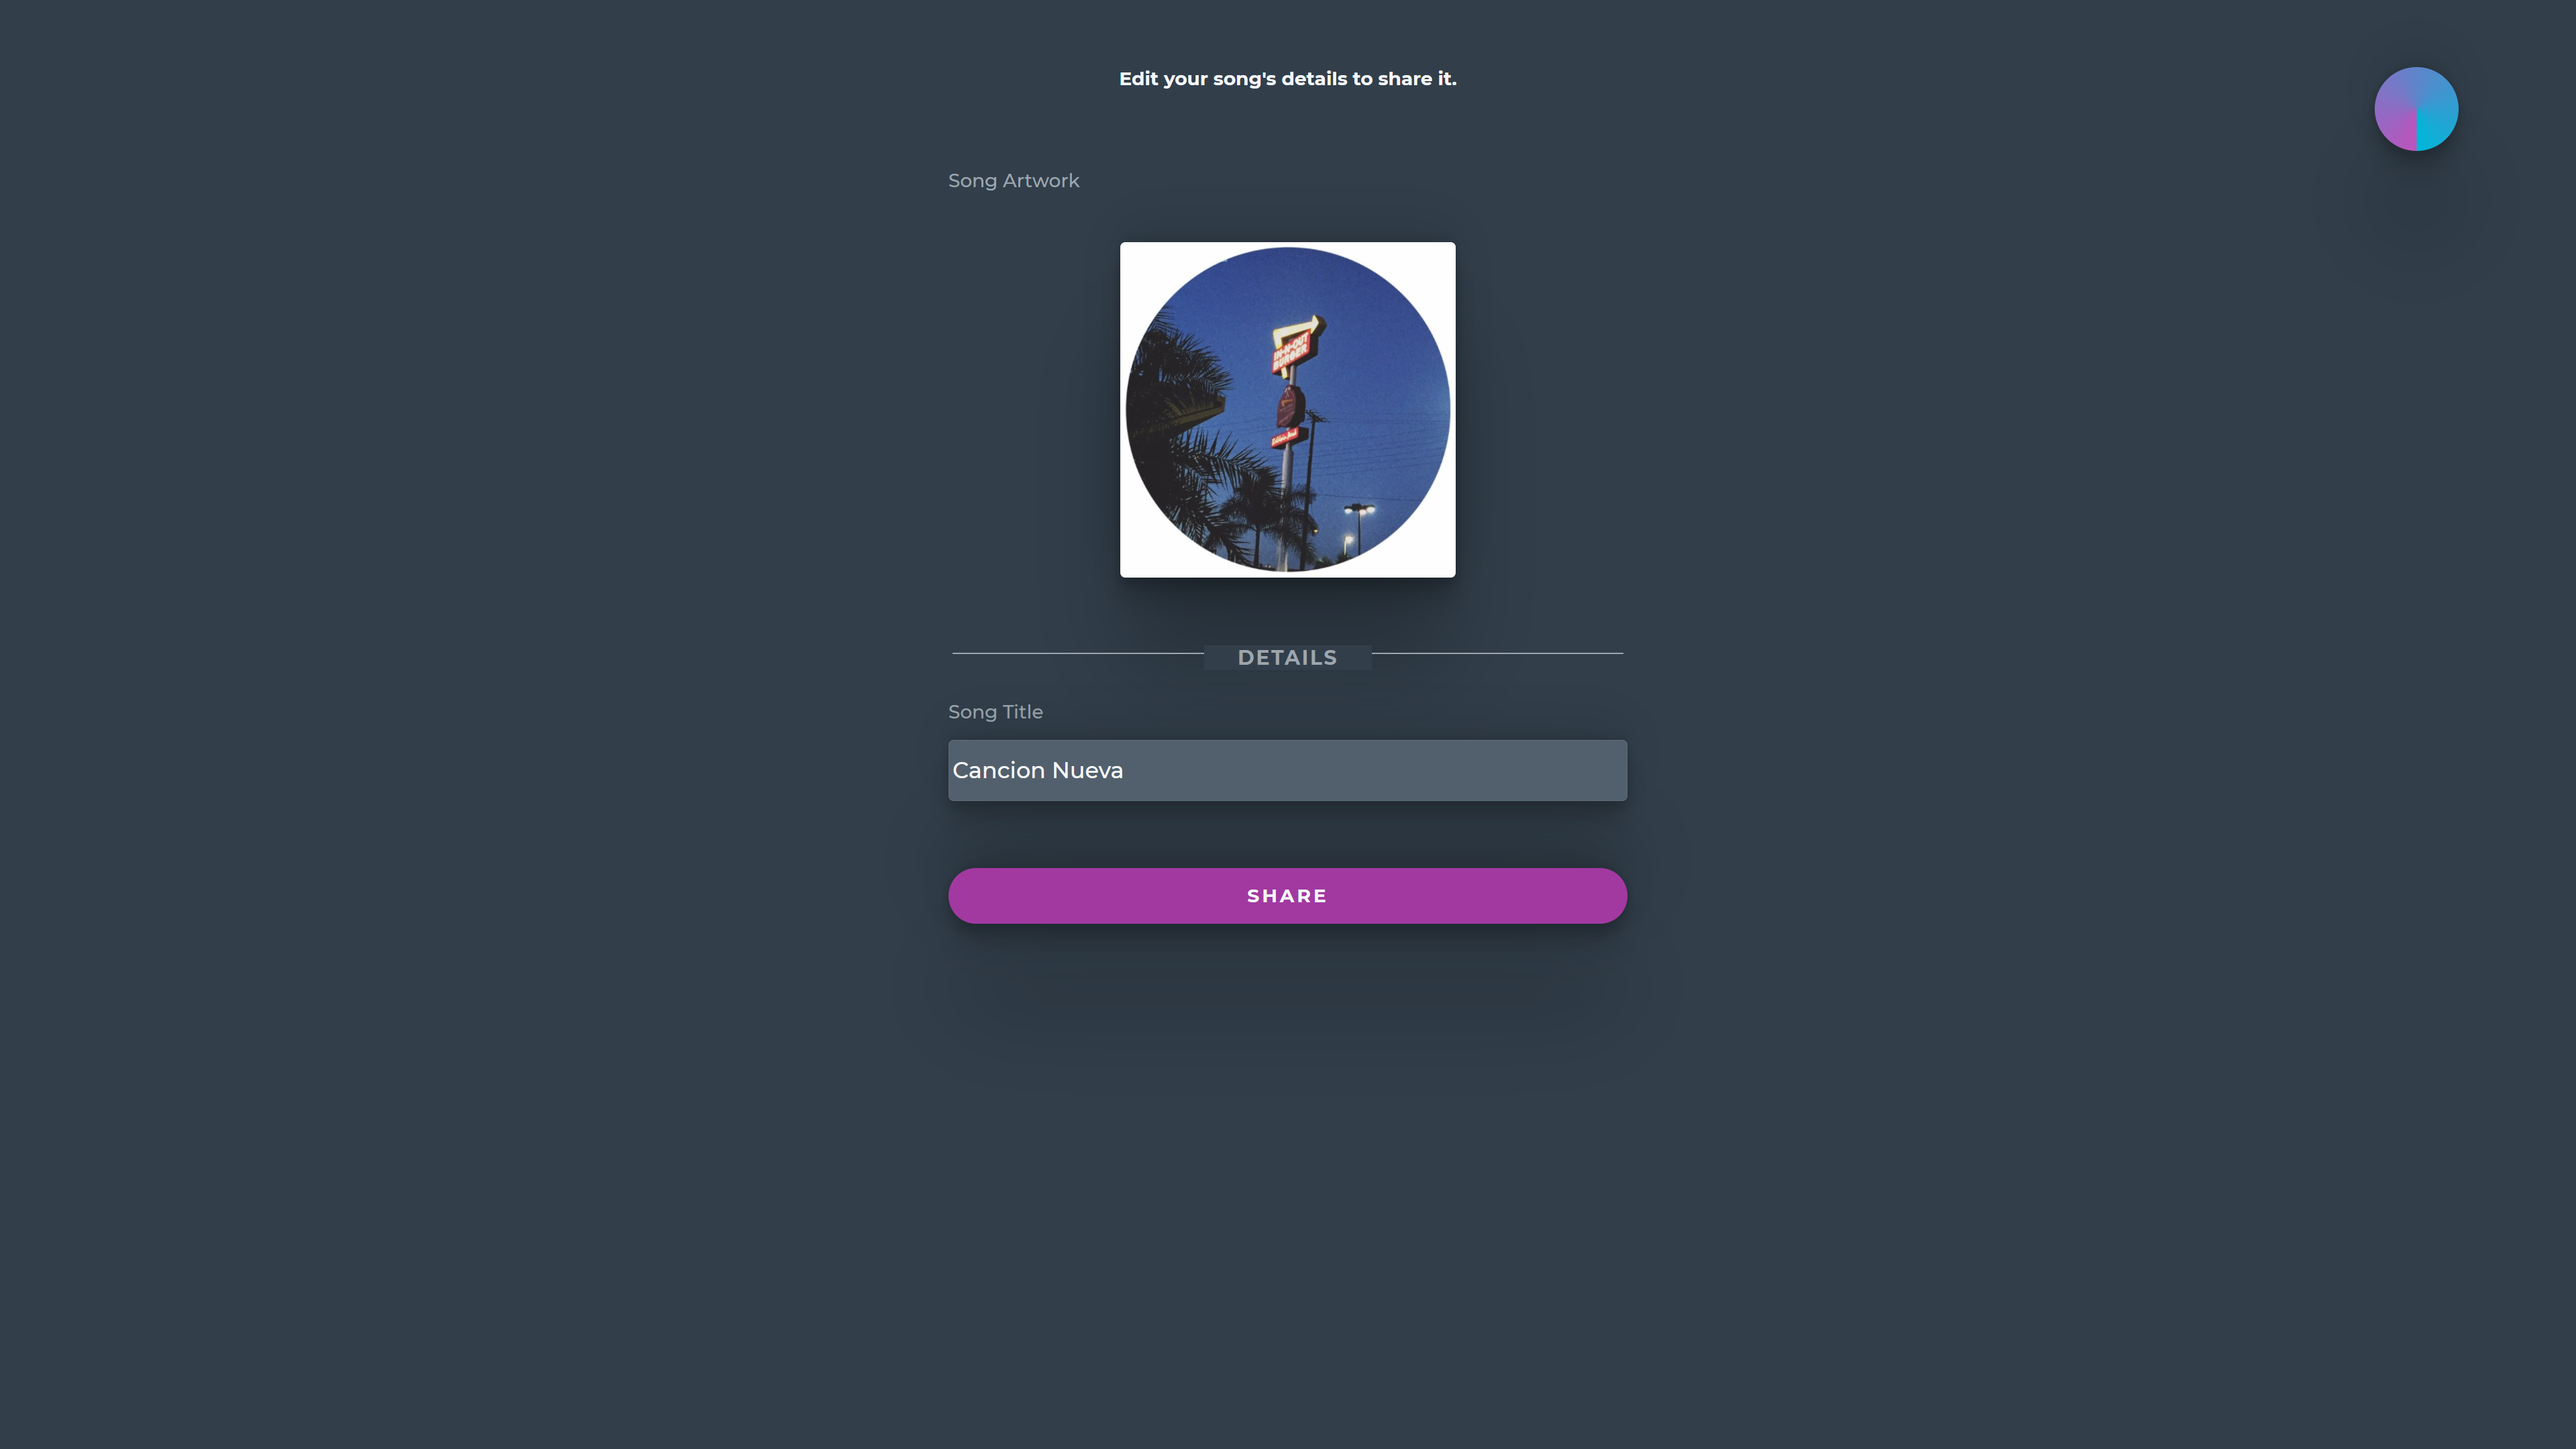 Edit your song's details to share it.
Song Artwork
IN-N-OUT
BURGER
DETAILS
Song Title
Cancion Nueva
SHARE